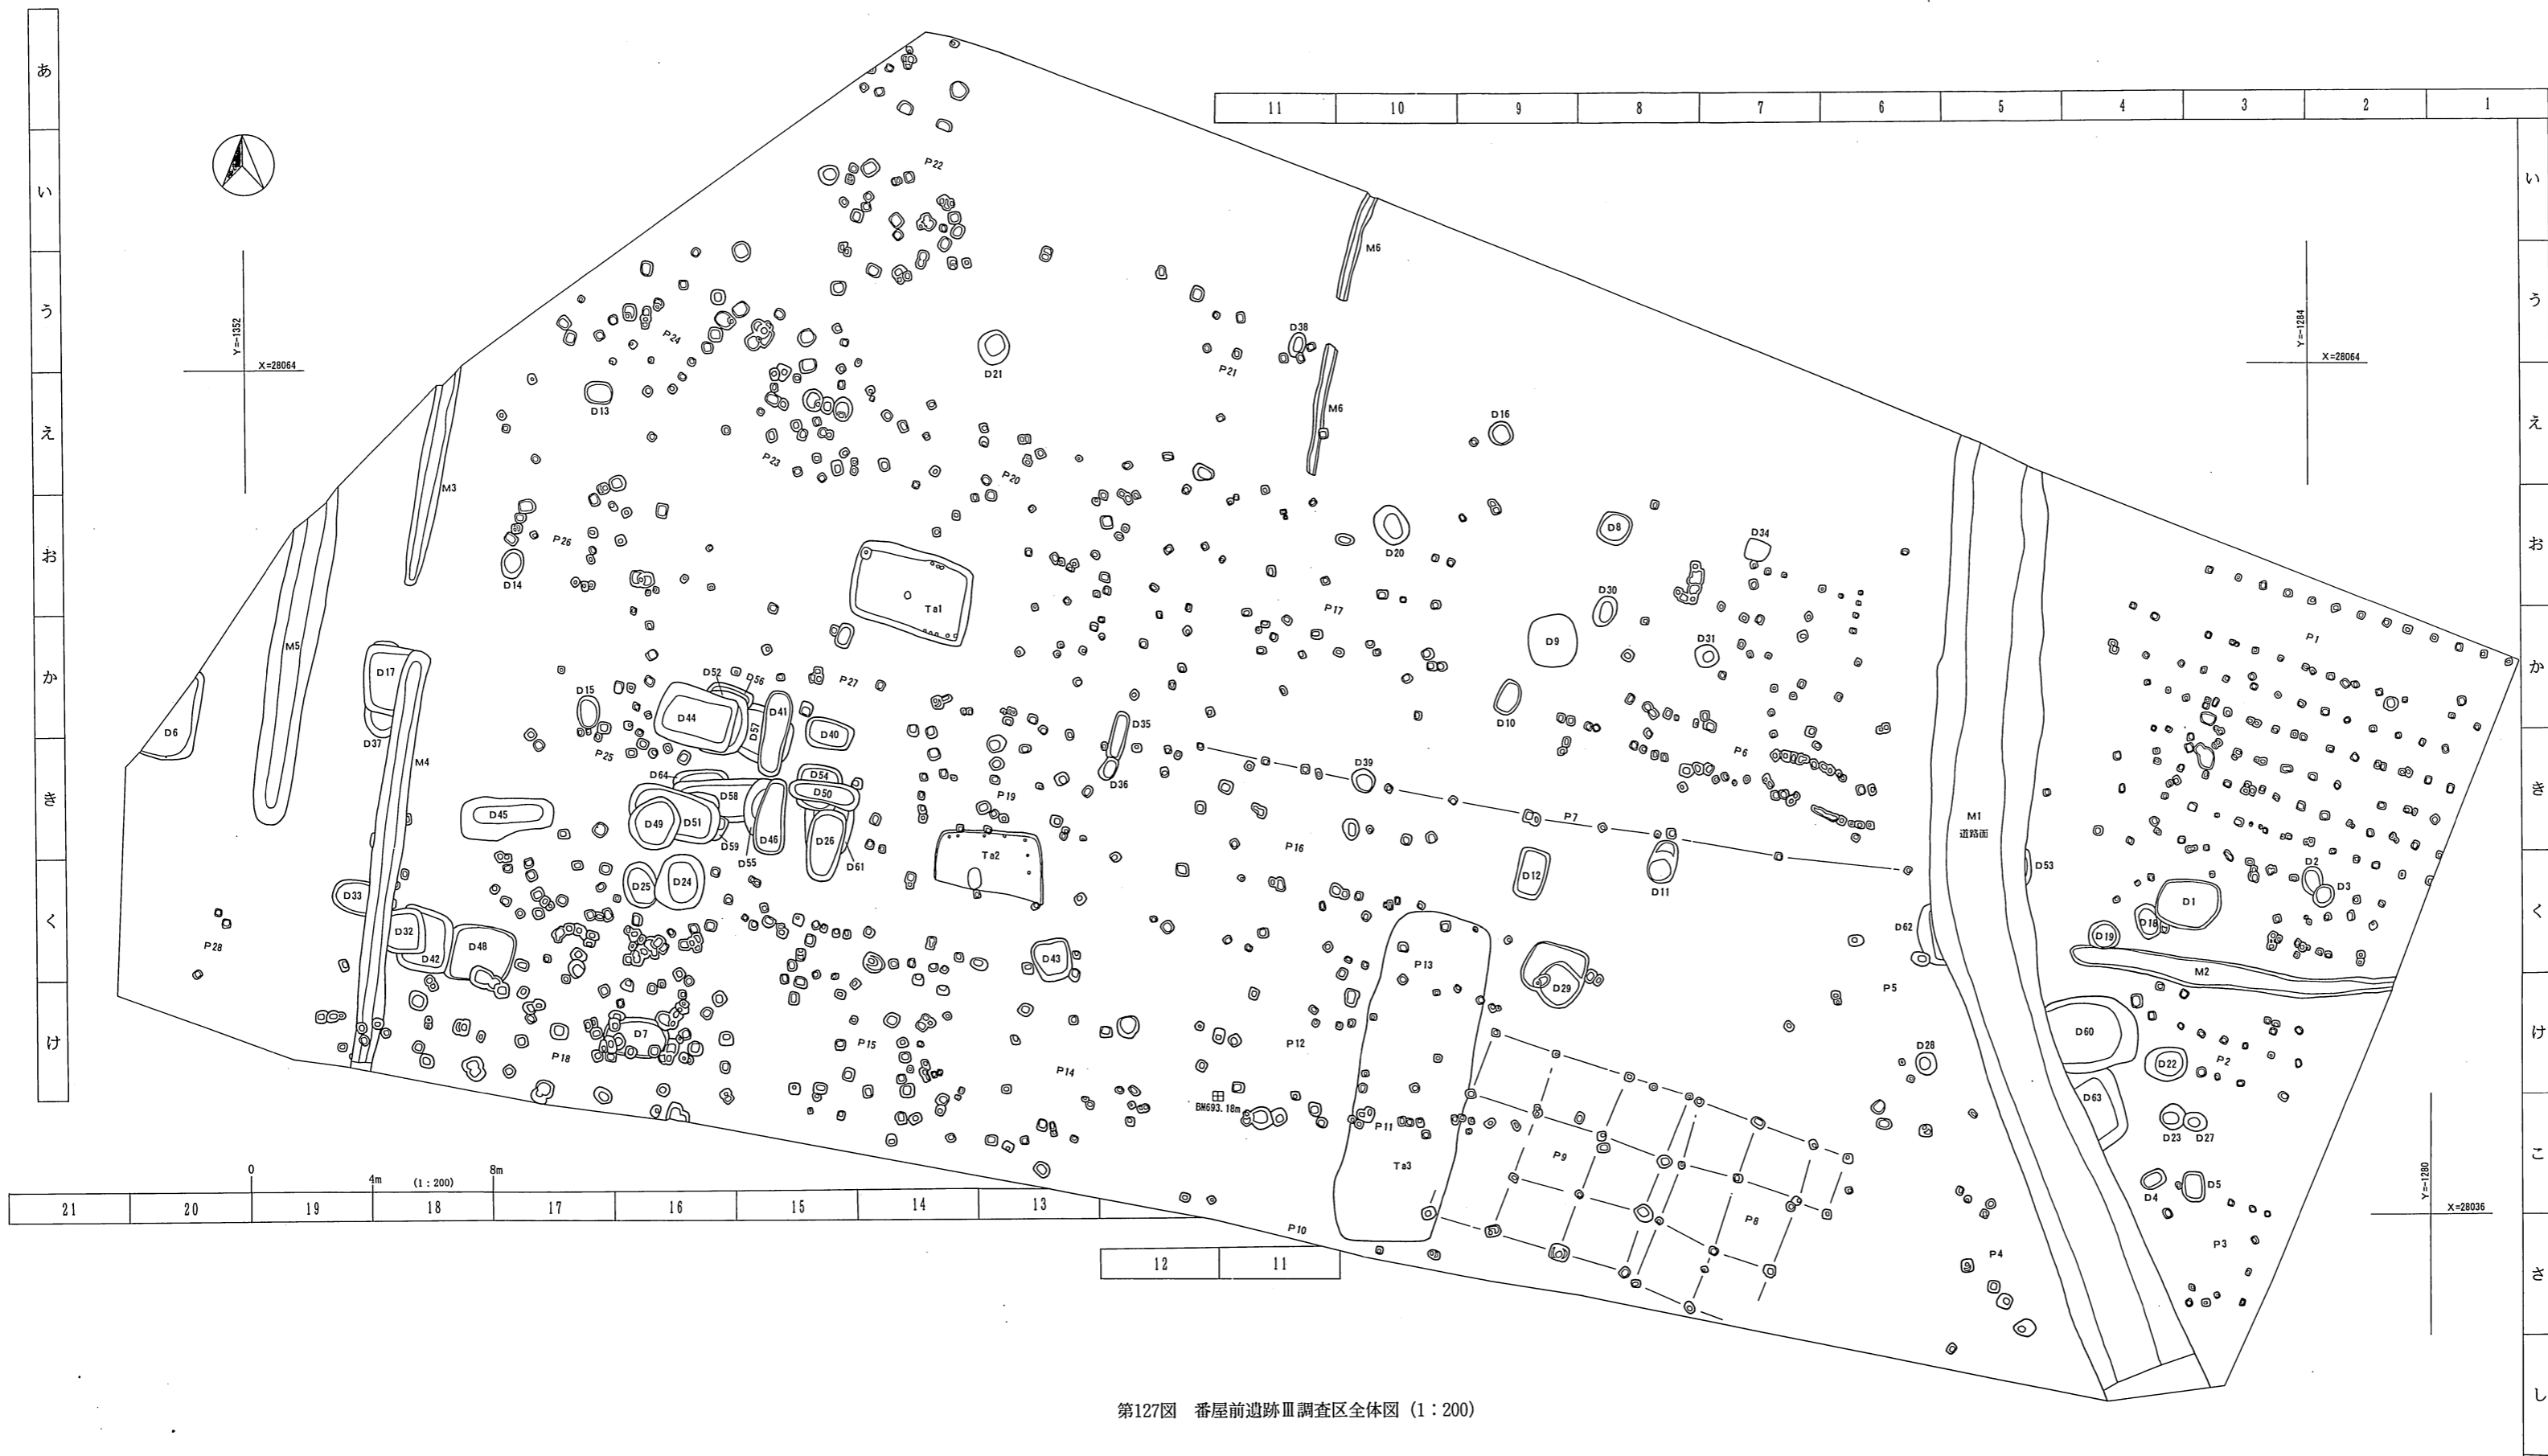 あ
い
う
え
お
か
き
く
け
11 10 9 8 7 6 5 4 3 2 1
い
う
え
お
か
き
く
け
こ
さ
し
Y=-1352
X=28064
Y=-1284
X=28064
P22
M6
P24
D38
P21
D21
D13
M6
D16
P23
M3
P20
P26
D14
D20
D8
D34
Ta1
P17
D30
D9
D31
P1
M5
D17
D52
D56
P27
D15
D44
D57
D41
D40
D35
D10
D6
D37
P25
M4
D64
D54
D36
D39
P6
D45
D58
D50
P19
P7
D49
D51
D46
D26
M1
道路面
D59
D55
D61
Ta2
P16
D12
D11
D53
D2
D3
D33
D25
D24
D1
P28
D32
D48
D42
D43
P13
D62
D19
D18
D29
M2
P5
D7
P18
P15
P12
D60
D22
P2
D28
P14
BM693.18m
P11
D63
D23
D27
P9
Ta3
D4
D5
Y=-1280
X=28036
0 4m 8m
(1：200)
21 20 19 18 17 16 15 14 13
P8
P10
P4
P3
12 11
第127図 番屋前遺跡Ⅲ調査区全体図 (1：200)